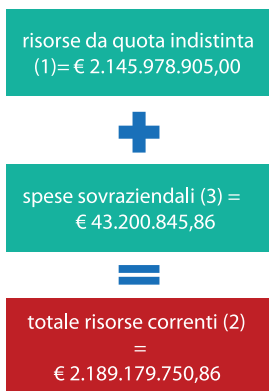 risorse da quota indistinta
(1)= € 2.145.978.905,00
+
spese sovraziendali (3) =
€ 43.200.845,86
=
totale risorse correnti (2)
=
€ 2.189.179.750,86